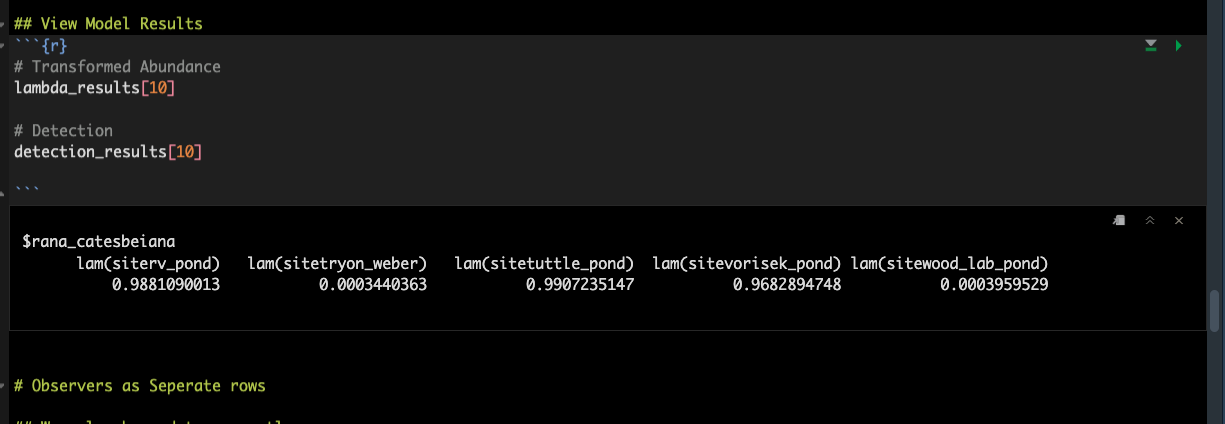 ## View Model Results
```{r}
# Transformed Abundance
lambda_results[10]
# Detection
detection_results[10]
```
$rana_catesbeiana
lam(siterv_pond) lam(sitetryon_weber) lam(sitetuttle_pond) lam(sitevorisek_pond) lam(sitewood_lab_pond)
0.9881090013 0.0003440363 0.9907235147 0.9682894748 0.0003959529
# Observers as Seperate rows